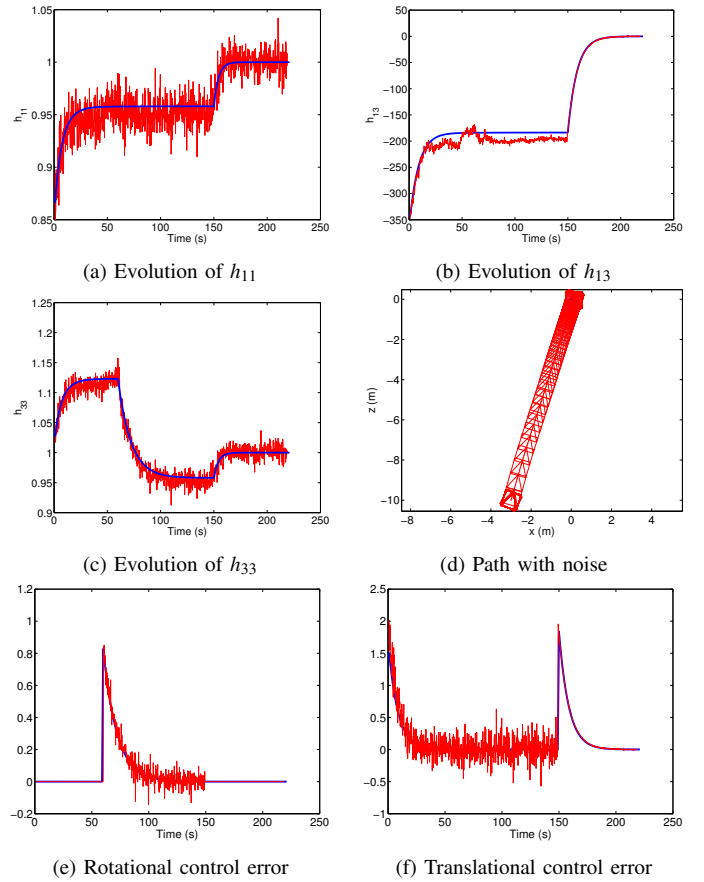 1.05
1
0.95
0.9
0.85
h11
0 50 100 150 200 250
Time (s)
(a) Evolution of h11
0
−50
−100
−150
−200
−250
−300
−350
h13
0 50 100 150 200 250
Time (s)
(b) Evolution of h13
1.25
1.2
1.15
1.1
1.05
1
0.95
0.9
h33
0 50 100 150 200 250
Time (s)
(c) Evolution of h33
0
−2
−4
−6
−8
−10
z (m)
−8 −6 −4 −2 0 2 4
x (m)
(d) Path with noise
1.2
1
0.8
0.6
0.4
0.2
0
−0.2
0 50 100 150 200 250
Time (s)
(e) Rotational control error
2.5
2
1.5
1
0.5
0
−0.5
−1
0 50 100 150 200 250
Time (s)
(f) Translational control error